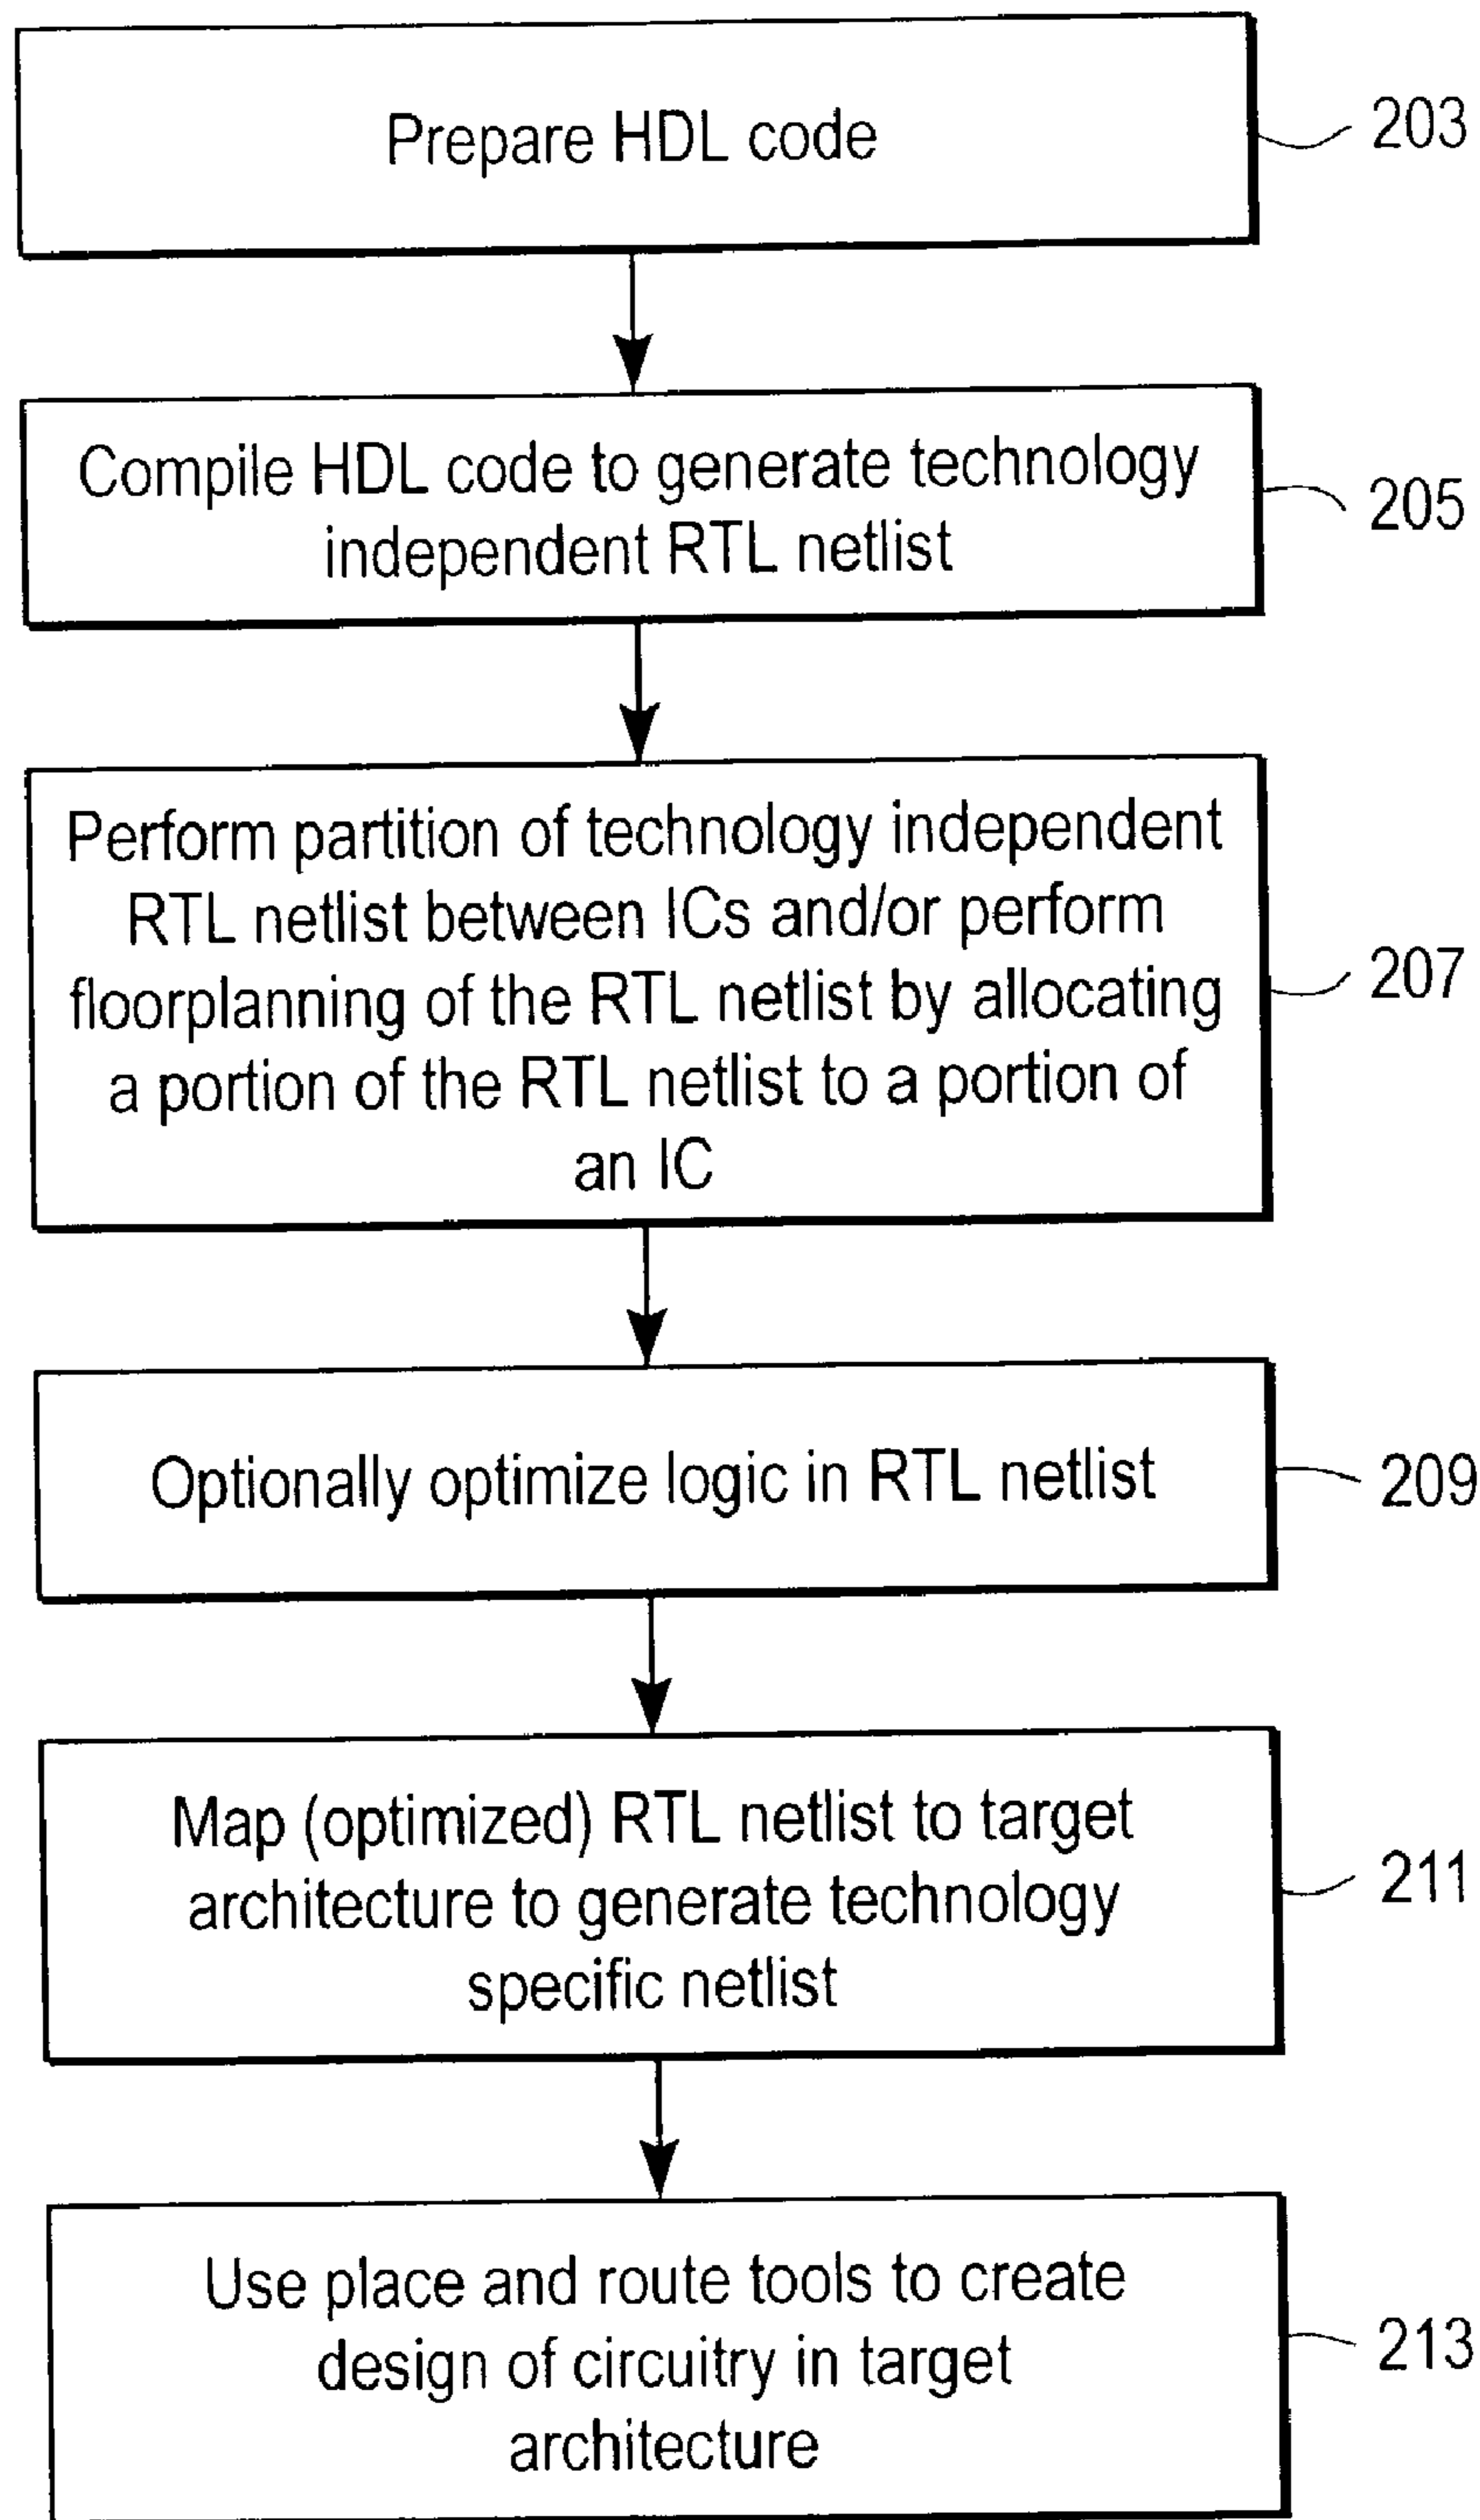 Prepare HDL code
203
Compile HDL code to generate technology
independent RTL netlist
205
Perform partition of technology independent
RTL netlist between ICs and/or perform
floorplanning of the RTL netlist by allocating
a portion of the RTL netlist to a portion of
an IC
207
Optionally optimize logic in RTL netlist
209
Map (optimized) RTL netlist to target
architecture to generate technology
specific netlist
211
Use place and route tools to create
design of circuitry in target
architecture
213